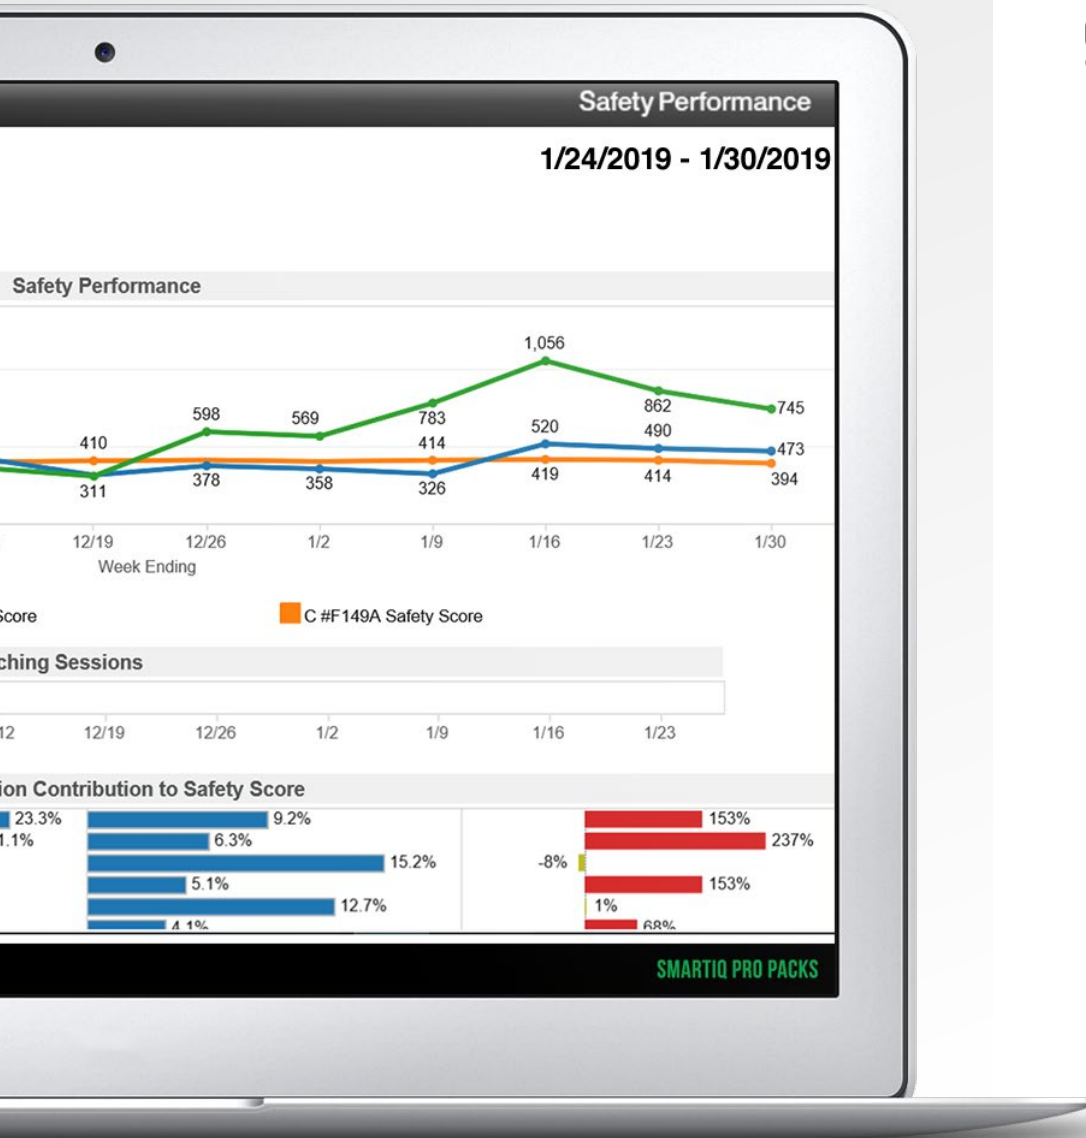 Safety Performance
1/24/2019 - 1/30/2019
Safety Performance
1,056
598
569
783
862
745
410
414
520
490
473
311
378
358
326
419
414
394
12/19 12/26 1/2 1/9 1/16 1/23 1/30
Week Ending
Score
C #F149A Safety Score
ching Sessions
12 12/19 12/26 1/2 1/9 1/16 1/23
ion Contribution to Safety Score
23.3% 9.2% 153%
1.1% 6.3% 237%
15.2% -8%
5.1% 153%
12.7% 1%
4.1% 68%
SMARTIQ PRO PACKS